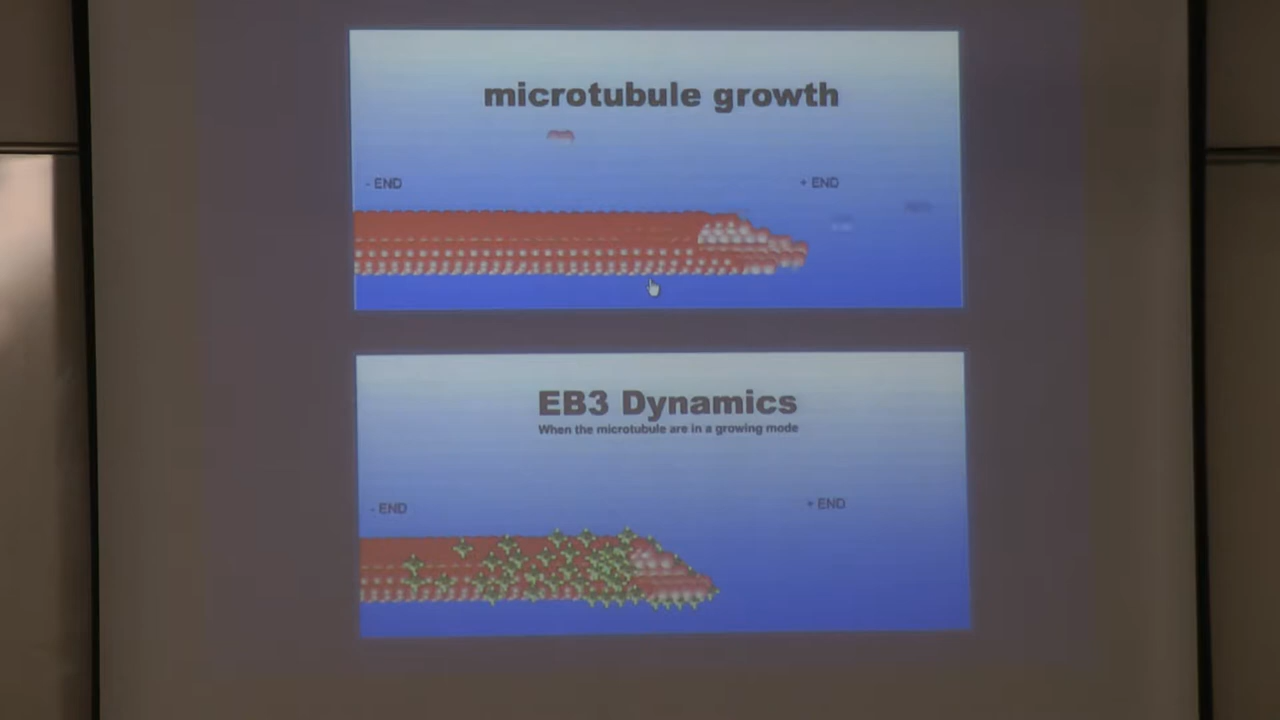 microtubule growth
- END
+ END
EB3 Dynamics
When the microtubule are in a growing mode
- END
+ END